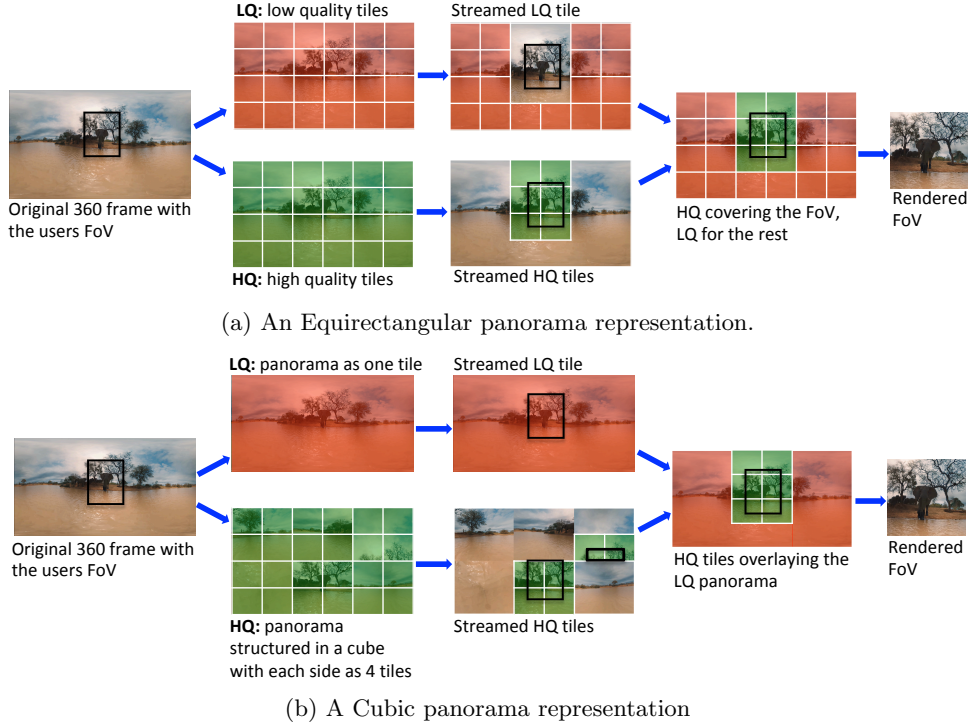 LQ: low quality tiles
Streamed LQ tile
Original 360 frame with
the users FoV
HQ: high quality tiles
Streamed HQ tiles
HQ covering the FoV,
LQ for the rest
Rendered
FoV
(a) An Equirectangular panorama representation.
LQ: panorama as one tile
Streamed LQ tile
Original 360 frame with
the users FoV
HQ: panorama
structured in a cube
with each side as 4 tiles
Streamed HQ tiles
HQ tiles overlaying the
LQ panorama
Rendered
FoV
(b) A Cubic panorama representation